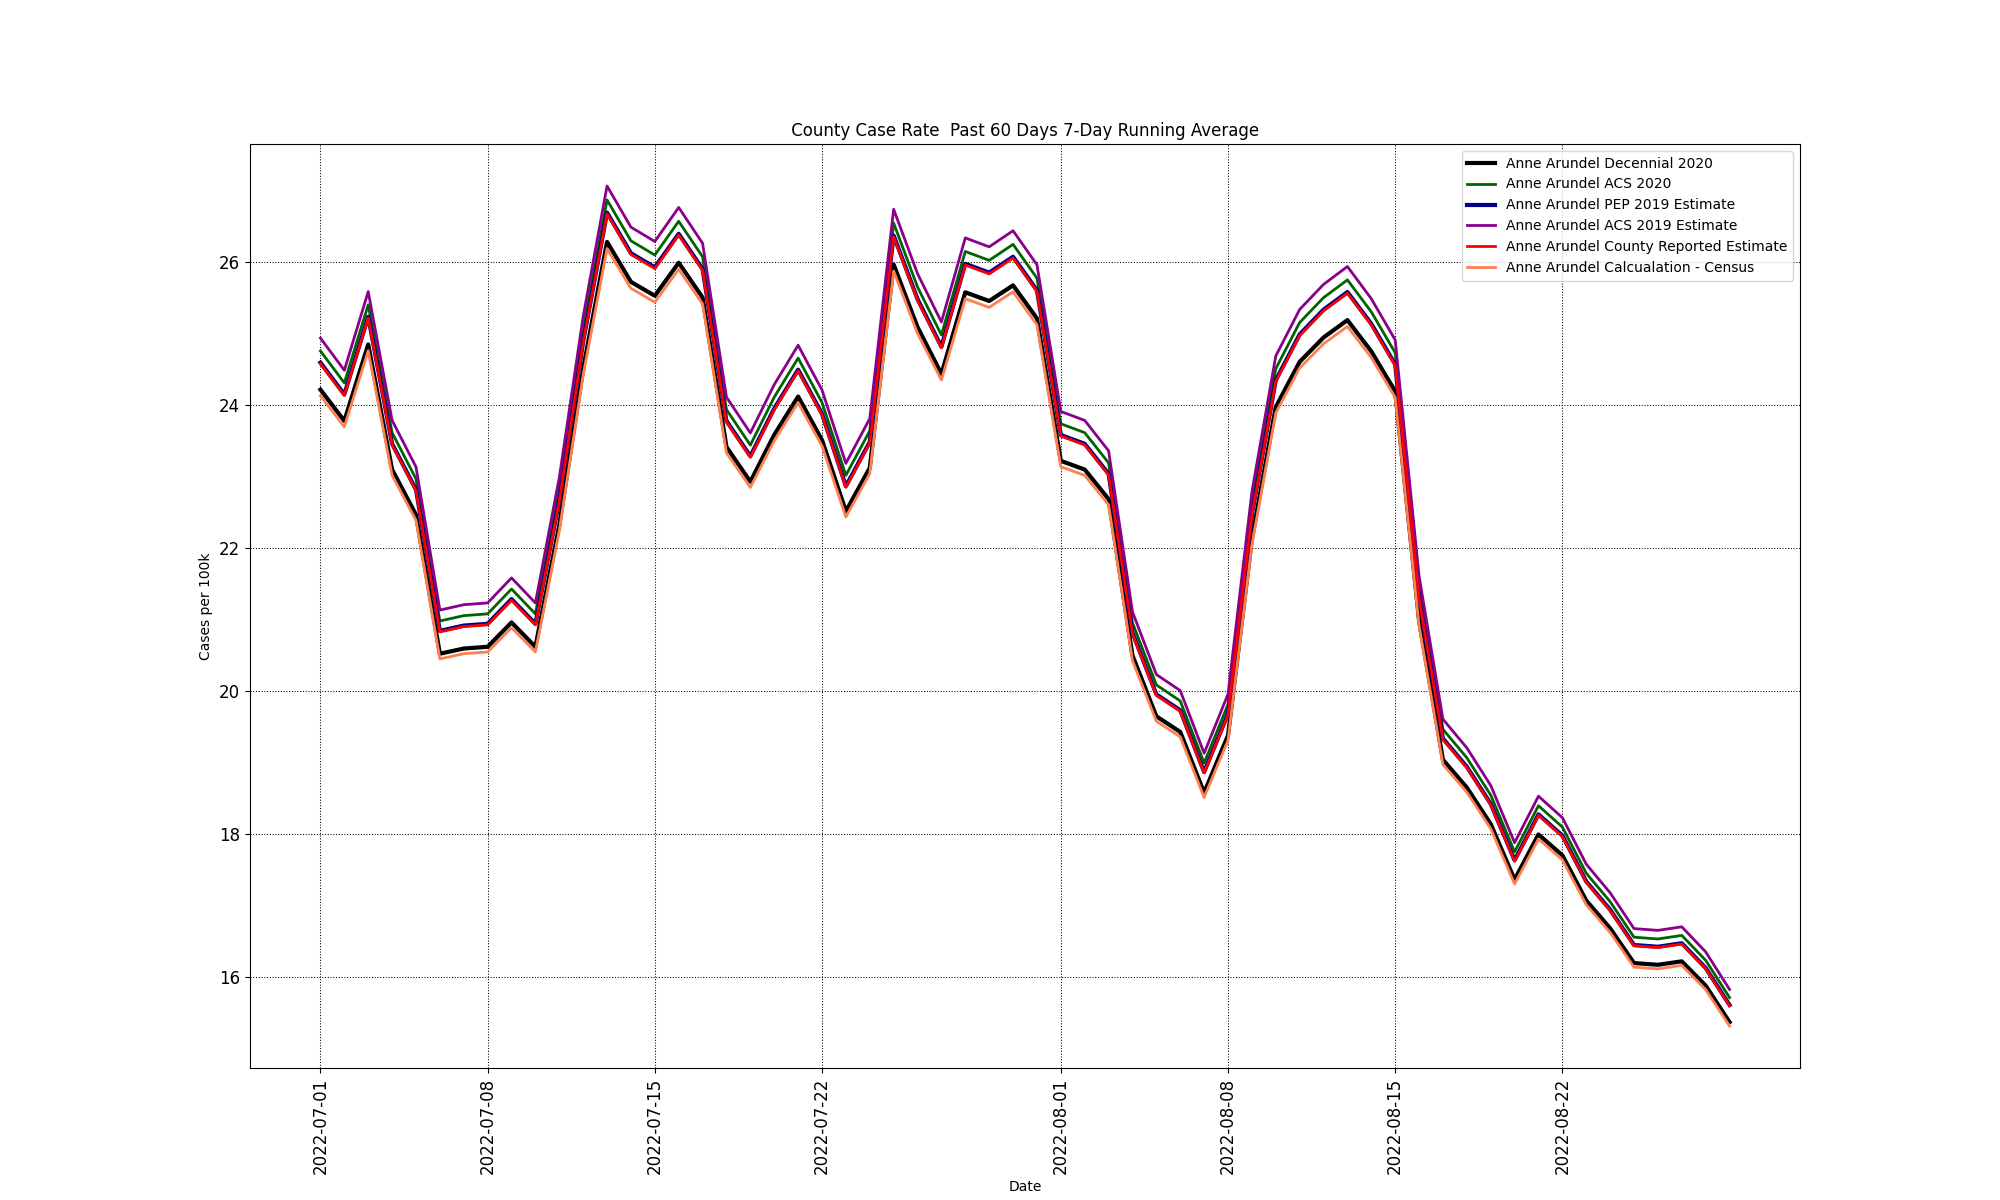 County Case Rate  Past 60 Days 7-Day Running Average
Anne Arundel Decennial 2020
Anne Arundel ACS 2020
Anne Arundel PEP 2019 Estimate
Anne Arundel ACS 2019 Estimate
Anne Arundel County Reported Estimate
Anne Arundel Calcualation - Census
Cases per 100k
26
24
22
20
18
16
2022-07-01
2022-07-08
2022-07-15
2022-07-22
2022-08-01
2022-08-08
2022-08-15
2022-08-22
Date